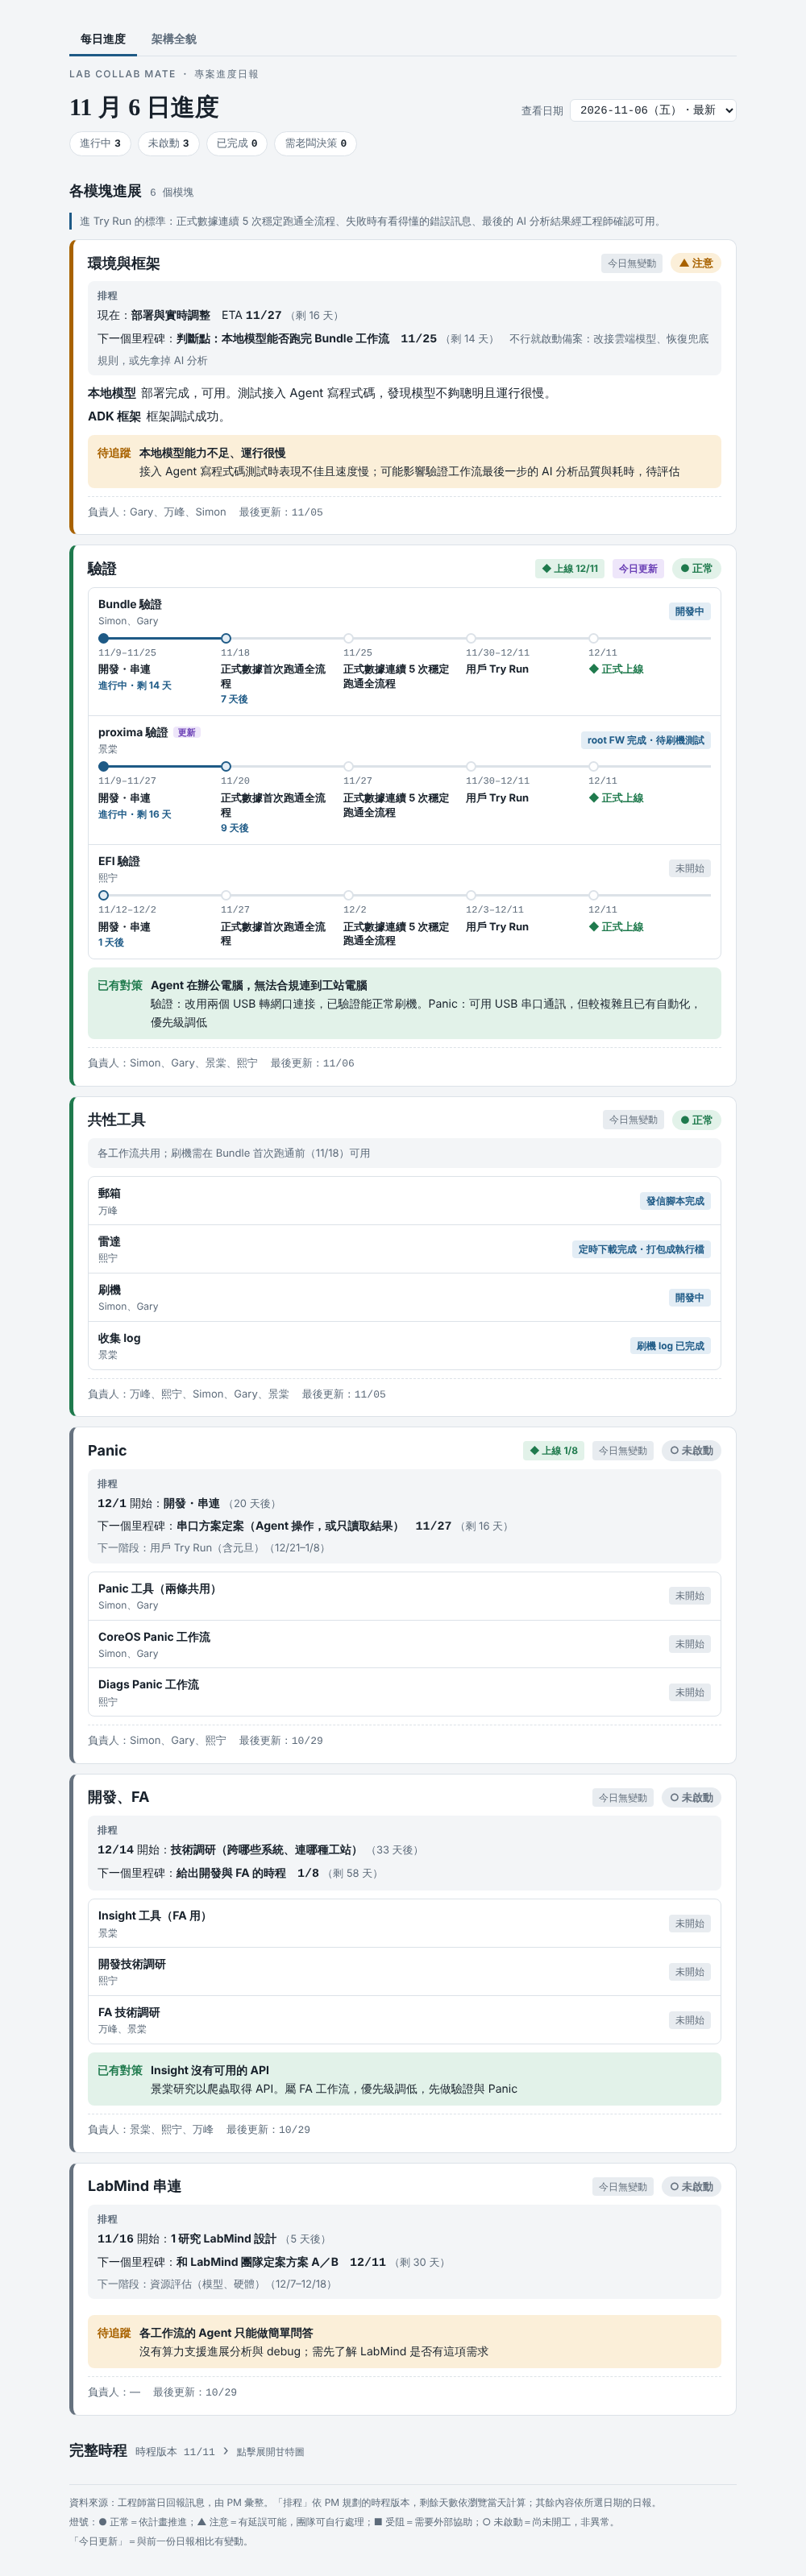 每日進度 架構全貌
LAB COLLAB MATE · 專案進度日報
11 月 6 日進度
查看日期 2026-11-06（五）・最新
進行中 3 未啟動 3 已完成 0 需老闆決策 0
各模塊進展 6 個模塊
進 Try Run 的標準：正式數據連續 5 次穩定跑通全流程、失敗時有看得懂的錯誤訊息、最後的 AI 分析結果經工程師確認可用。
環境與框架 今日無變動 ▲ 注意
排程
現在：部署與實時調整 ETA 11/27（剩 16 天）
下一個里程碑：判斷點：本地模型能否跑完 Bundle 工作流 11/25（剩 14 天） 不行就啟動備案：改接雲端模型、恢復兜底
規則，或先拿掉 AI 分析
本地模型 部署完成，可用。測試接入 Agent 寫程式碼，發現模型不夠聰明且運行很慢。
ADK 框架 框架調試成功。
待追蹤 本地模型能力不足、運行很慢
接入 Agent 寫程式碼測試時表現不佳且速度慢；可能影響驗證工作流最後一步的 AI 分析品質與耗時，待評估
負責人：Gary、万峰、Simon 最後更新：11/05
驗證 ◆ 上線 12/11 今日更新 ● 正常
Bundle 驗證 開發中
Simon、Gary
11/9–11/25 11/18 11/25 11/30–12/11 12/11
開發・串連 正式數據首次跑通全流 正式數據連續 5 次穩定 用戶 Try Run ◆ 正式上線
進行中・剩 14 天 程 跑通全流程
7 天後
proxima 驗證 更新 root FW 完成・待刷機測試
景棠
11/9–11/27 11/20 11/27 11/30–12/11 12/11
開發・串連 正式數據首次跑通全流 正式數據連續 5 次穩定 用戶 Try Run ◆ 正式上線
進行中・剩 16 天 程 跑通全流程
9 天後
EFI 驗證 未開始
熙宁
11/12–12/2 11/27 12/2 12/3–12/11 12/11
開發・串連 正式數據首次跑通全流 正式數據連續 5 次穩定 用戶 Try Run ◆ 正式上線
1 天後 程 跑通全流程
已有對策 Agent 在辦公電腦，無法合規連到工站電腦
驗證：改用兩個 USB 轉網口連接，已驗證能正常刷機。Panic：可用 USB 串口通訊，但較複雜且已有自動化，
優先級調低
負責人：Simon、Gary、景棠、熙宁 最後更新：11/06
共性工具 今日無變動 ● 正常
各工作流共用；刷機需在 Bundle 首次跑通前（11/18）可用
郵箱 發信腳本完成
万峰
雷達 定時下載完成・打包成執行檔
熙宁
刷機 開發中
Simon、Gary
收集 log 刷機 log 已完成
景棠
負責人：万峰、熙宁、Simon、Gary、景棠 最後更新：11/05
Panic ◆ 上線 1/8 今日無變動 ○ 未啟動
排程
12/1 開始：開發・串連（20 天後）
下一個里程碑：串口方案定案（Agent 操作，或只讀取結果） 11/27（剩 16 天）
下一階段：用戶 Try Run（含元旦）（12/21–1/8）
Panic 工具（兩條共用） 未開始
Simon、Gary
CoreOS Panic 工作流 未開始
Simon、Gary
Diags Panic 工作流 未開始
熙宁
負責人：Simon、Gary、熙宁 最後更新：10/29
開發、FA 今日無變動 ○ 未啟動
排程
12/14 開始：技術調研（跨哪些系統、連哪種工站）（33 天後）
下一個里程碑：給出開發與 FA 的時程 1/8（剩 58 天）
Insight 工具（FA 用） 未開始
景棠
開發技術調研 未開始
熙宁
FA 技術調研 未開始
万峰、景棠
已有對策 Insight 沒有可用的 API
景棠研究以爬蟲取得 API。屬 FA 工作流，優先級調低，先做驗證與 Panic
負責人：景棠、熙宁、万峰 最後更新：10/29
LabMind 串連 今日無變動 ○ 未啟動
排程
11/16 開始：1 研究 LabMind 設計（5 天後）
下一個里程碑：和 LabMind 團隊定案方案 A／B 12/11（剩 30 天）
下一階段：資源評估（模型、硬體）（12/7–12/18）
待追蹤 各工作流的 Agent 只能做簡單問答
沒有算力支援進展分析與 debug；需先了解 LabMind 是否有這項需求
負責人：— 最後更新：10/29
完整時程 時程版本 11/11 › 點擊展開甘特圖
資料來源：工程師當日回報訊息，由 PM 彙整。「排程」依 PM 規劃的時程版本，剩餘天數依瀏覽當天計算；其餘內容依所選日期的日報。
燈號：● 正常＝依計畫推進；▲ 注意＝有延誤可能，團隊可自行處理；■ 受阻＝需要外部協助；○ 未啟動＝尚未開工，非異常。
「今日更新」＝與前一份日報相比有變動。